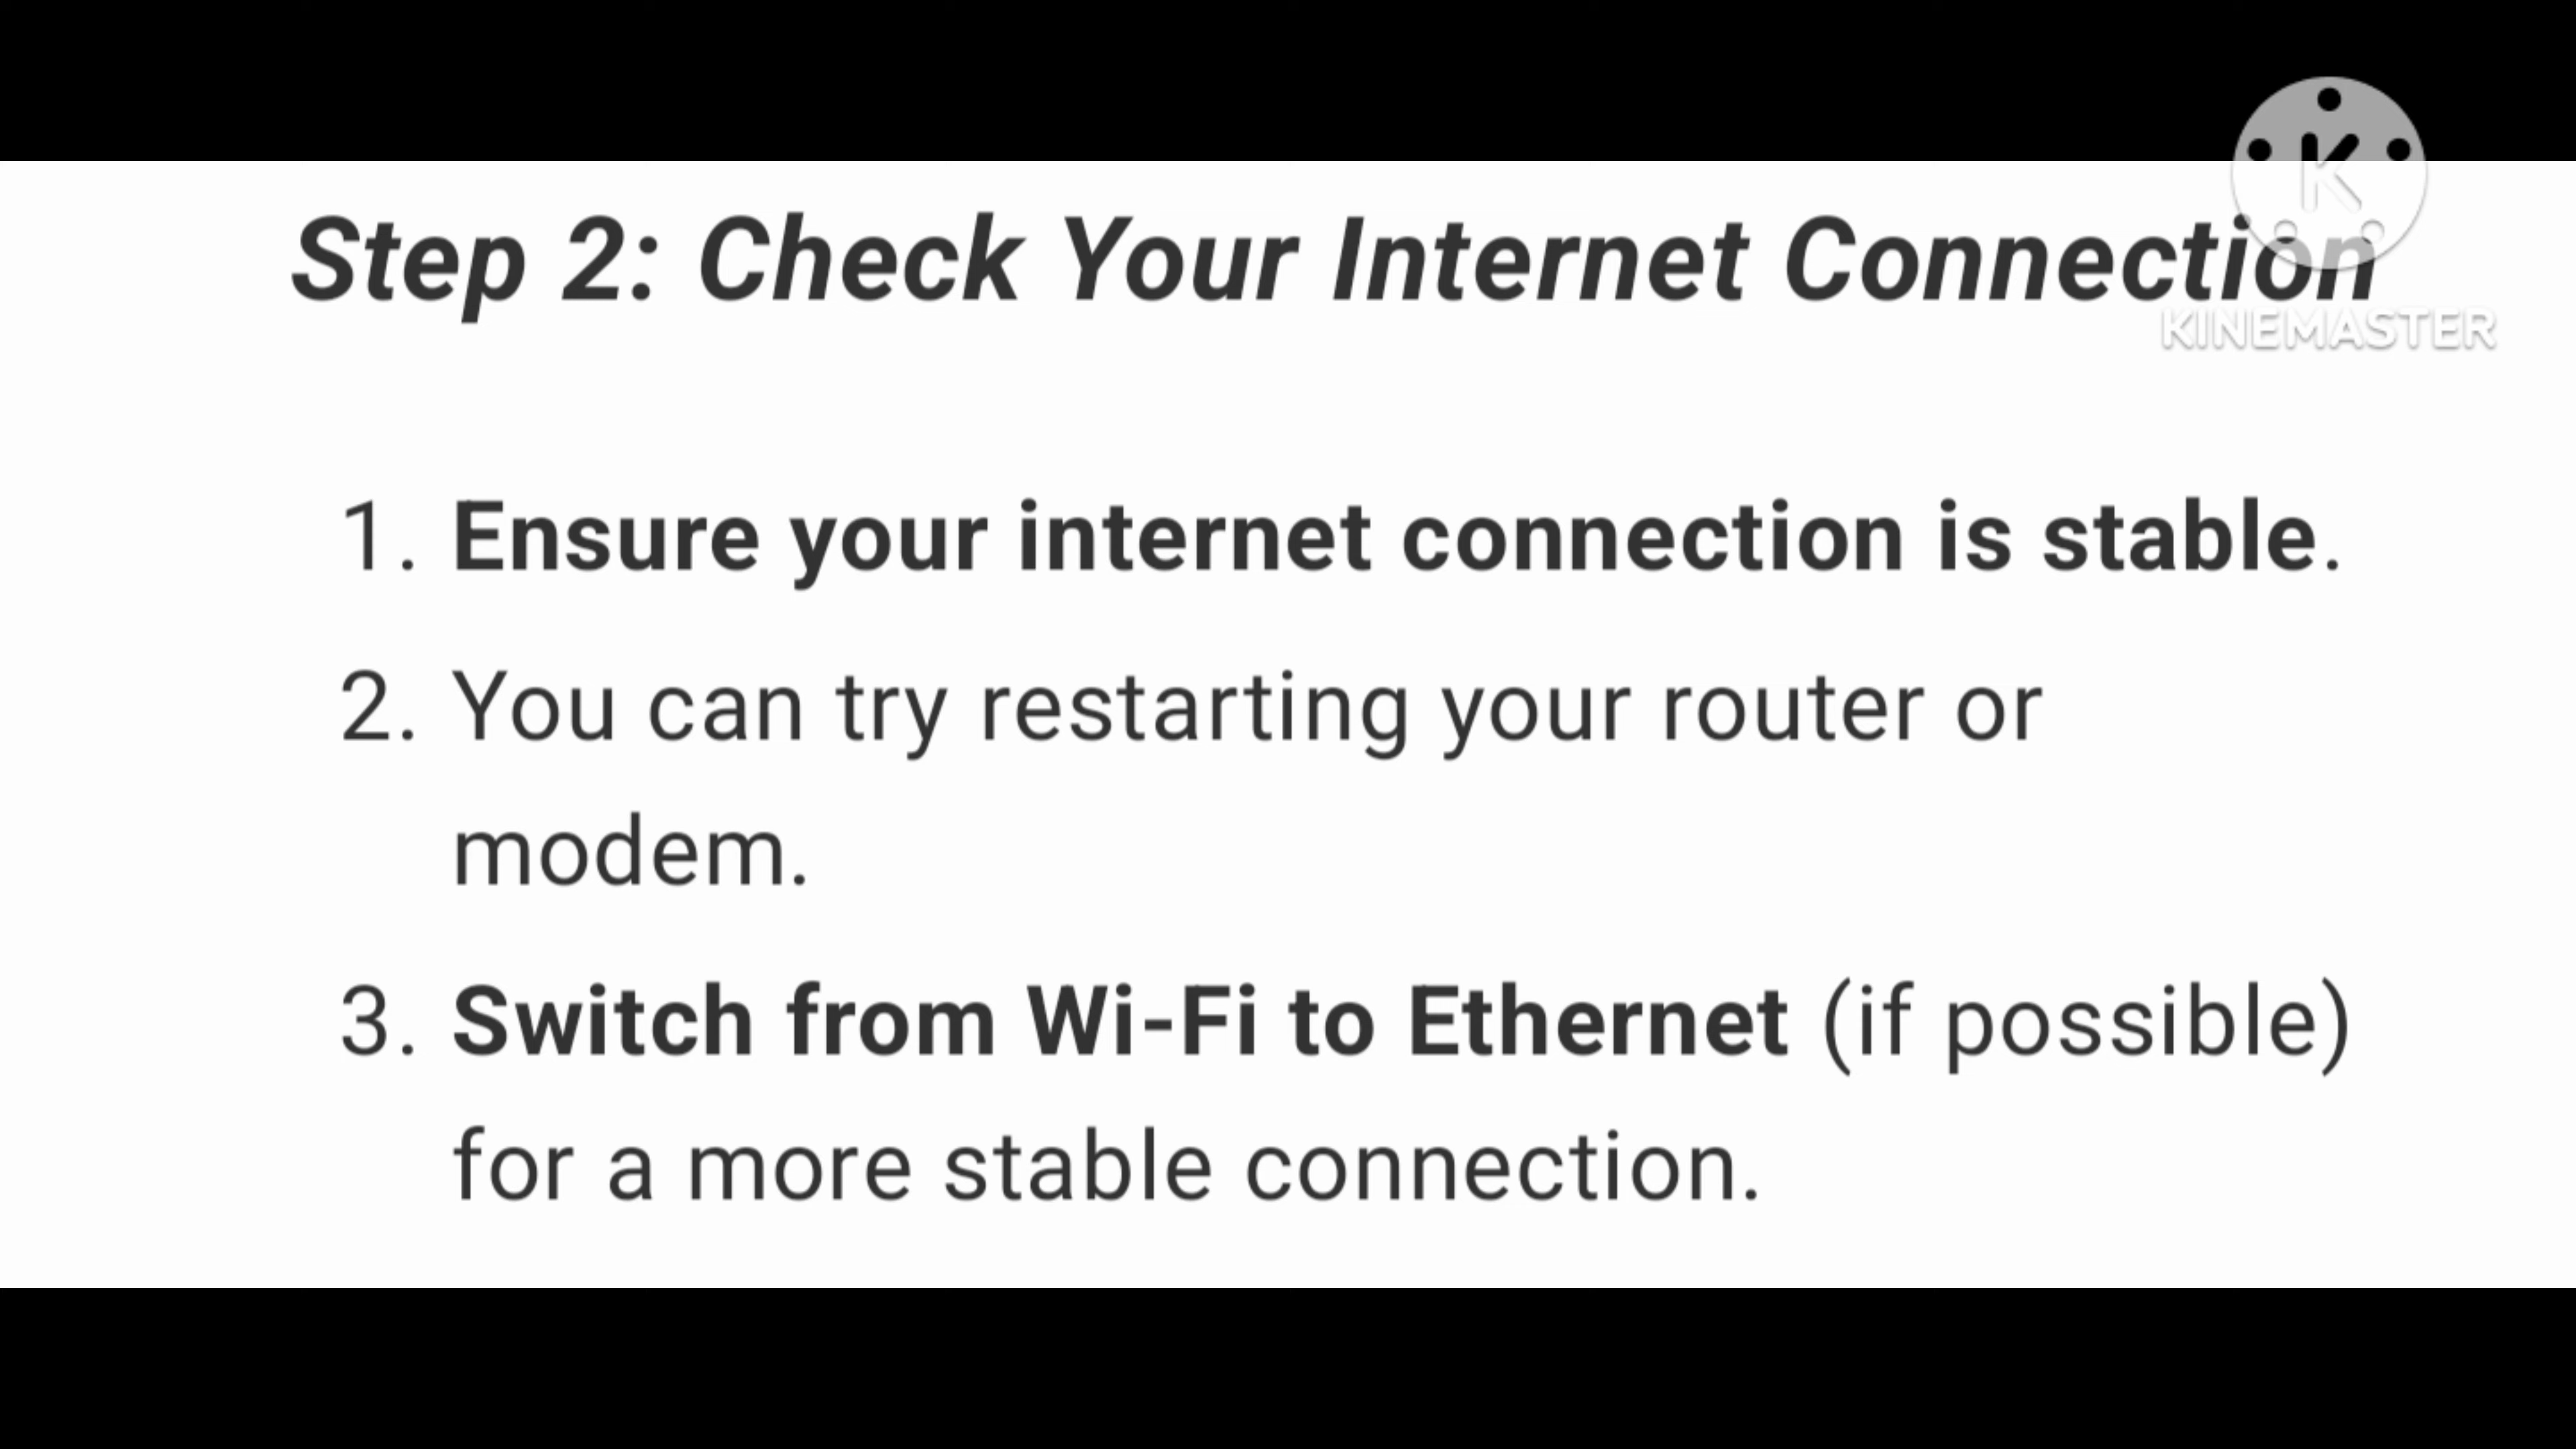 Step 2: Check Your Internet Connection
K
KINEMASTER
1. Ensure your internet connection is stable.
2. You can try restarting your router or
modem.
3. Switch from Wi-Fi to Ethernet (if possible)
for a more stable connection.